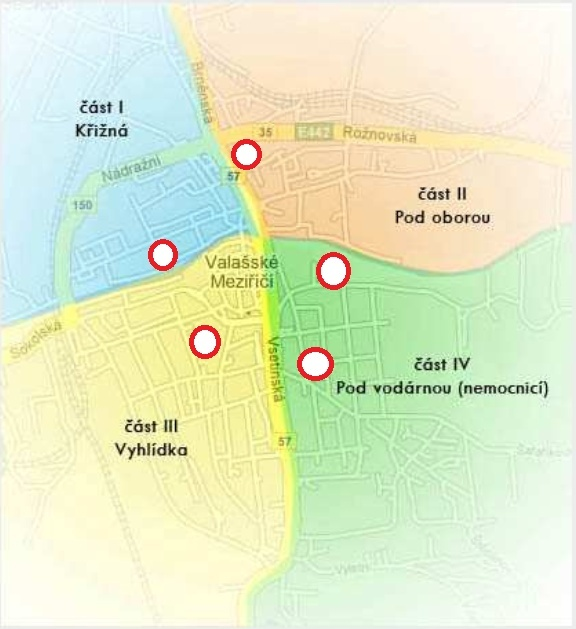 část I
Křižná
Brněnská
35
E442
Rožnovská
Nádražní
57
150
část II
Pod oborou
Valašské
Meziříčí
Sokolská
Vsetínská
část IV
Pod vodárnou (nemocnicí)
část III
Vyhlídka
57